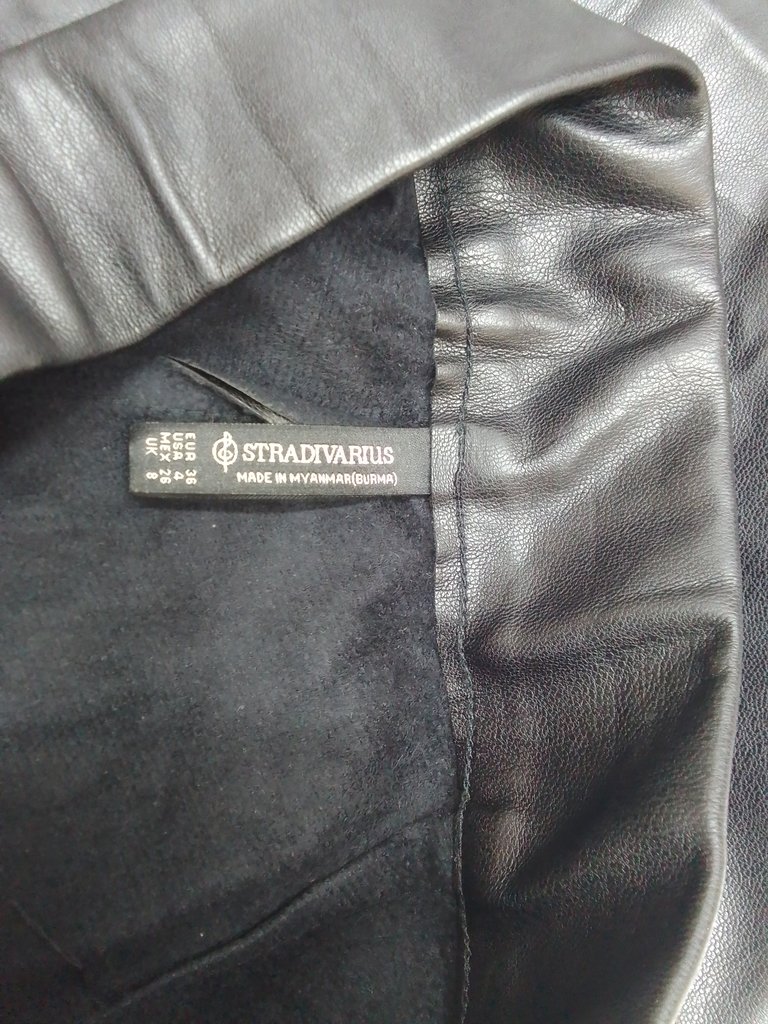 STRADIVARIUS
MADE IN MYANMAR(BURMA)
EUR 36
USA 4
MEX 26
UK 8